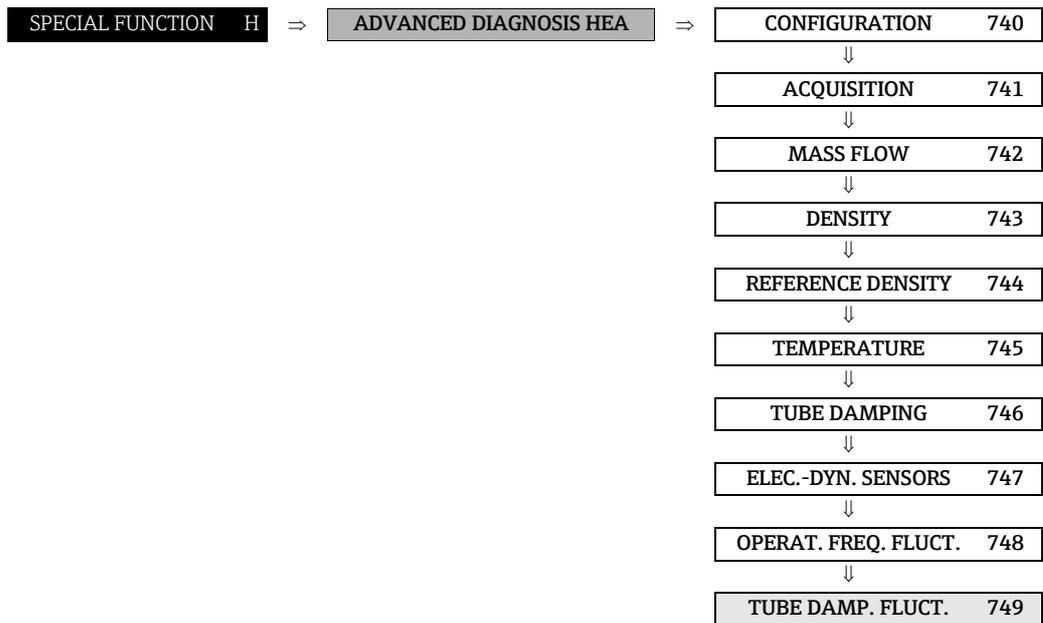 SPECIAL FUNCTION H ⇒ ADVANCED DIAGNOSIS HEA ⇒ CONFIGURATION 740
⇓
ACQUISITION 741
⇓
MASS FLOW 742
⇓
DENSITY 743
⇓
REFERENCE DENSITY 744
⇓
TEMPERATURE 745
⇓
TUBE DAMPING 746
⇓
ELEC.-DYN. SENSORS 747
⇓
OPERAT. FREQ. FLUCT. 748
⇓
TUBE DAMP. FLUCT. 749